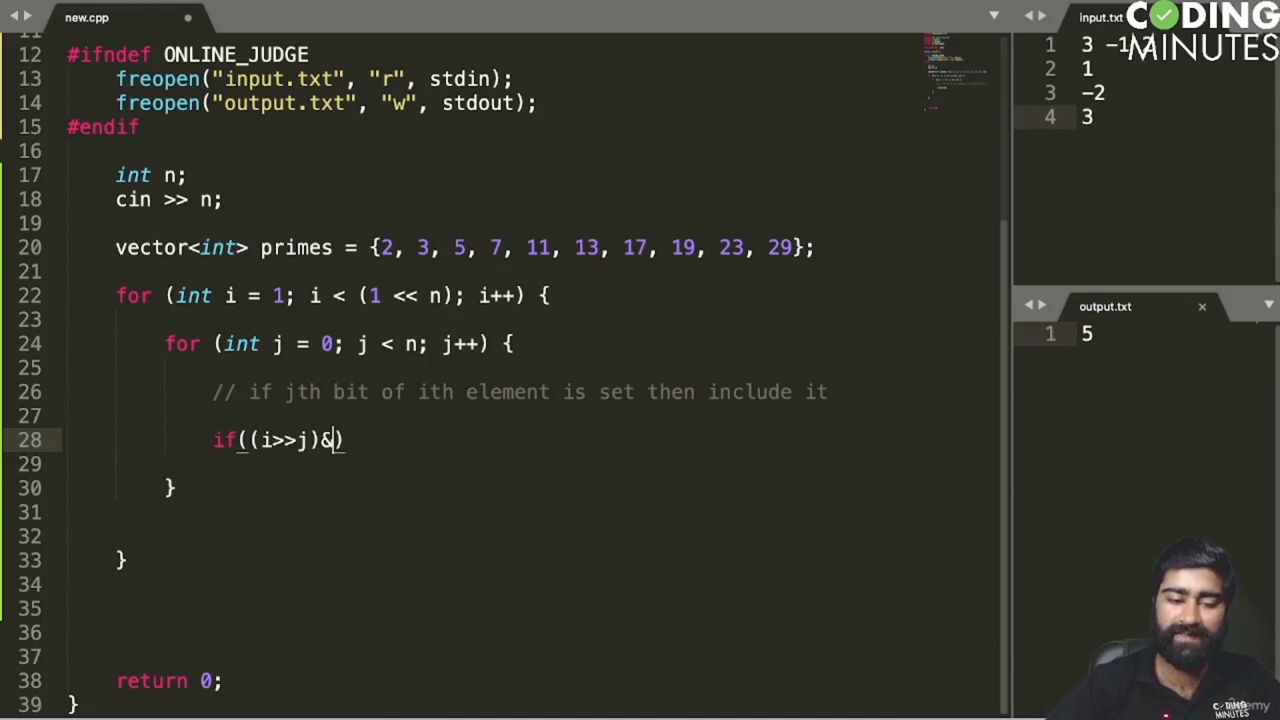 new.cpp
11
12 #ifndef ONLINE_JUDGE
13 freopen("input.txt", "r", stdin);
14 freopen("output.txt", "w", stdout);
15 #endif
16
17 int n;
18 cin >> n;
19
20 vector<int> primes = {2, 3, 5, 7, 11, 13, 17, 19, 23, 29};
21
22 for (int i = 1; i < (1 << n); i++) {
23
24 for (int j = 0; j < n; j++) {
25
26 // if jth bit of ith element is set then include it
27
28 if((i>>j)&)
29
30 }
31
32
33 }
34
35
36
37
38 return 0;
39 }
input.txt
CODING
MINUTES
1 3 -1
2 1
3 -2
4 3
output.txt
1 5
CODING
MINUTES